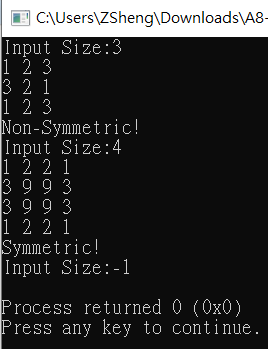 C:\Users\ZSheng\Downloads\A8-
Input Size:3
1 2 3
3 2 1
1 2 3
Non-Symmetric!
Input Size:4
1 2 2 1
3 9 9 3
3 9 9 3
1 2 2 1
Symmetric!
Input Size:-1
Process returned 0 (0x0)
Press any key to continue.